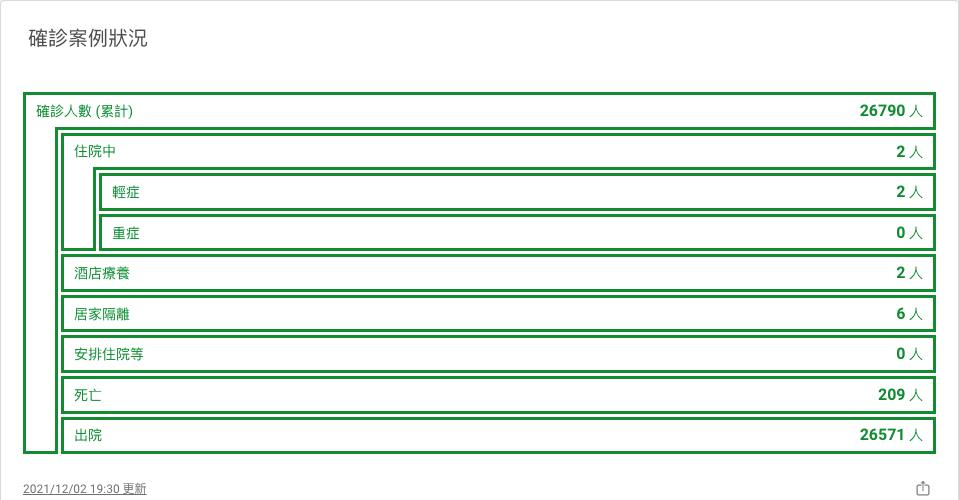 確診案例狀況
確診人數 (累計) 26790 人
住院中 2 人
輕症 2 人
重症 0 人
酒店療養 2 人
居家隔離 6 人
安排住院等 0 人
死亡 209 人
出院 26571 人
2021/12/02 19:30 更新